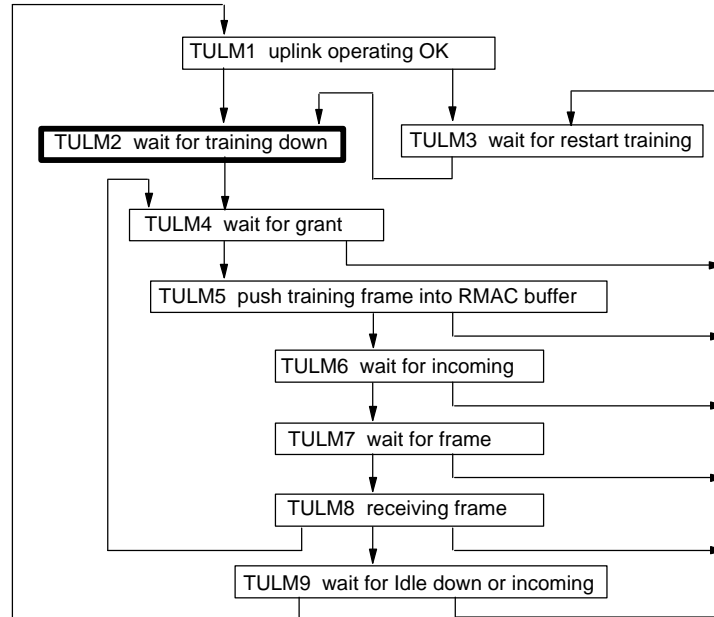 TULM1 uplink operating OK
TULM2 wait for training down
TULM3 wait for restart training
TULM4 wait for grant
TULM5 push training frame into RMAC buffer
TULM6 wait for incoming
TULM7 wait for frame
TULM8 receiving frame
TULM9 wait for Idle down or incoming